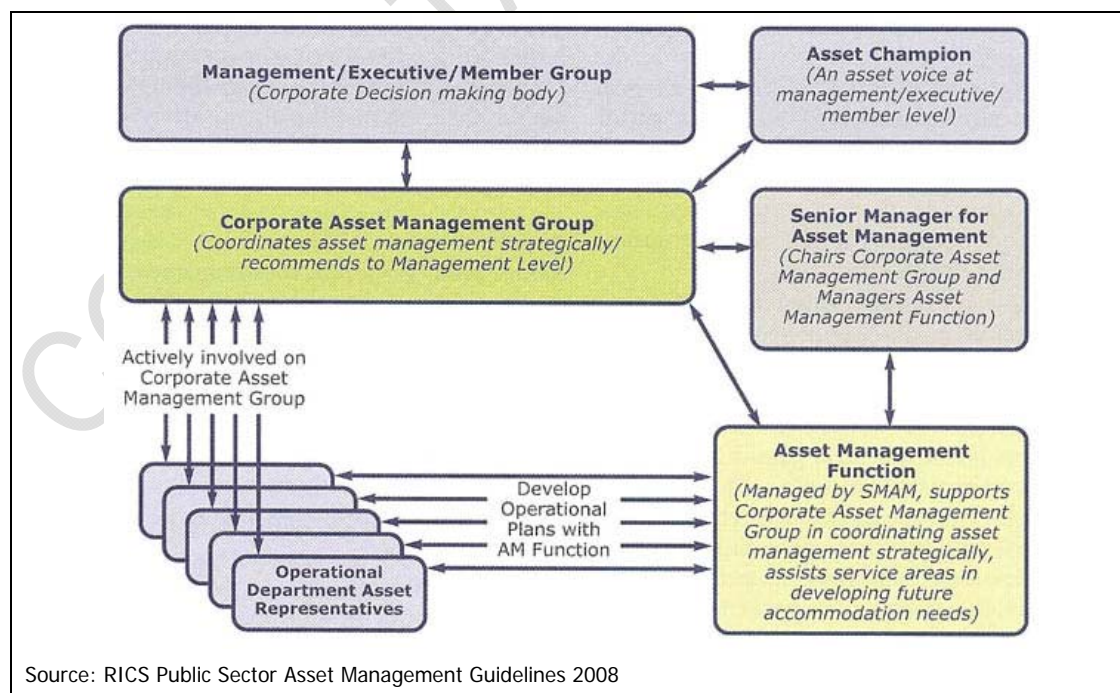 Management/Executive/Member Group
(Corporate Decision making body)
Asset Champion
(An asset voice at
management/executive/
member level)
Corporate Asset Management Group
(Coordinates asset management strategically/
recommends to Management Level)
Senior Manager for
Asset Management
(Chairs Corporate Asset
Management Group and
Managers Asset
Management Function)
Actively involved on
Corporate Asset
Management Group
Develop
Operational
Plans with
AM Function
Asset Management
Function
(Managed by SMAM, supports
Corporate Asset Management
Group in coordinating asset
management strategically,
assists service areas in
developing future
accommodation needs)
Operational
Department Asset
Representatives
Source: RICS Public Sector Asset Management Guidelines 2008